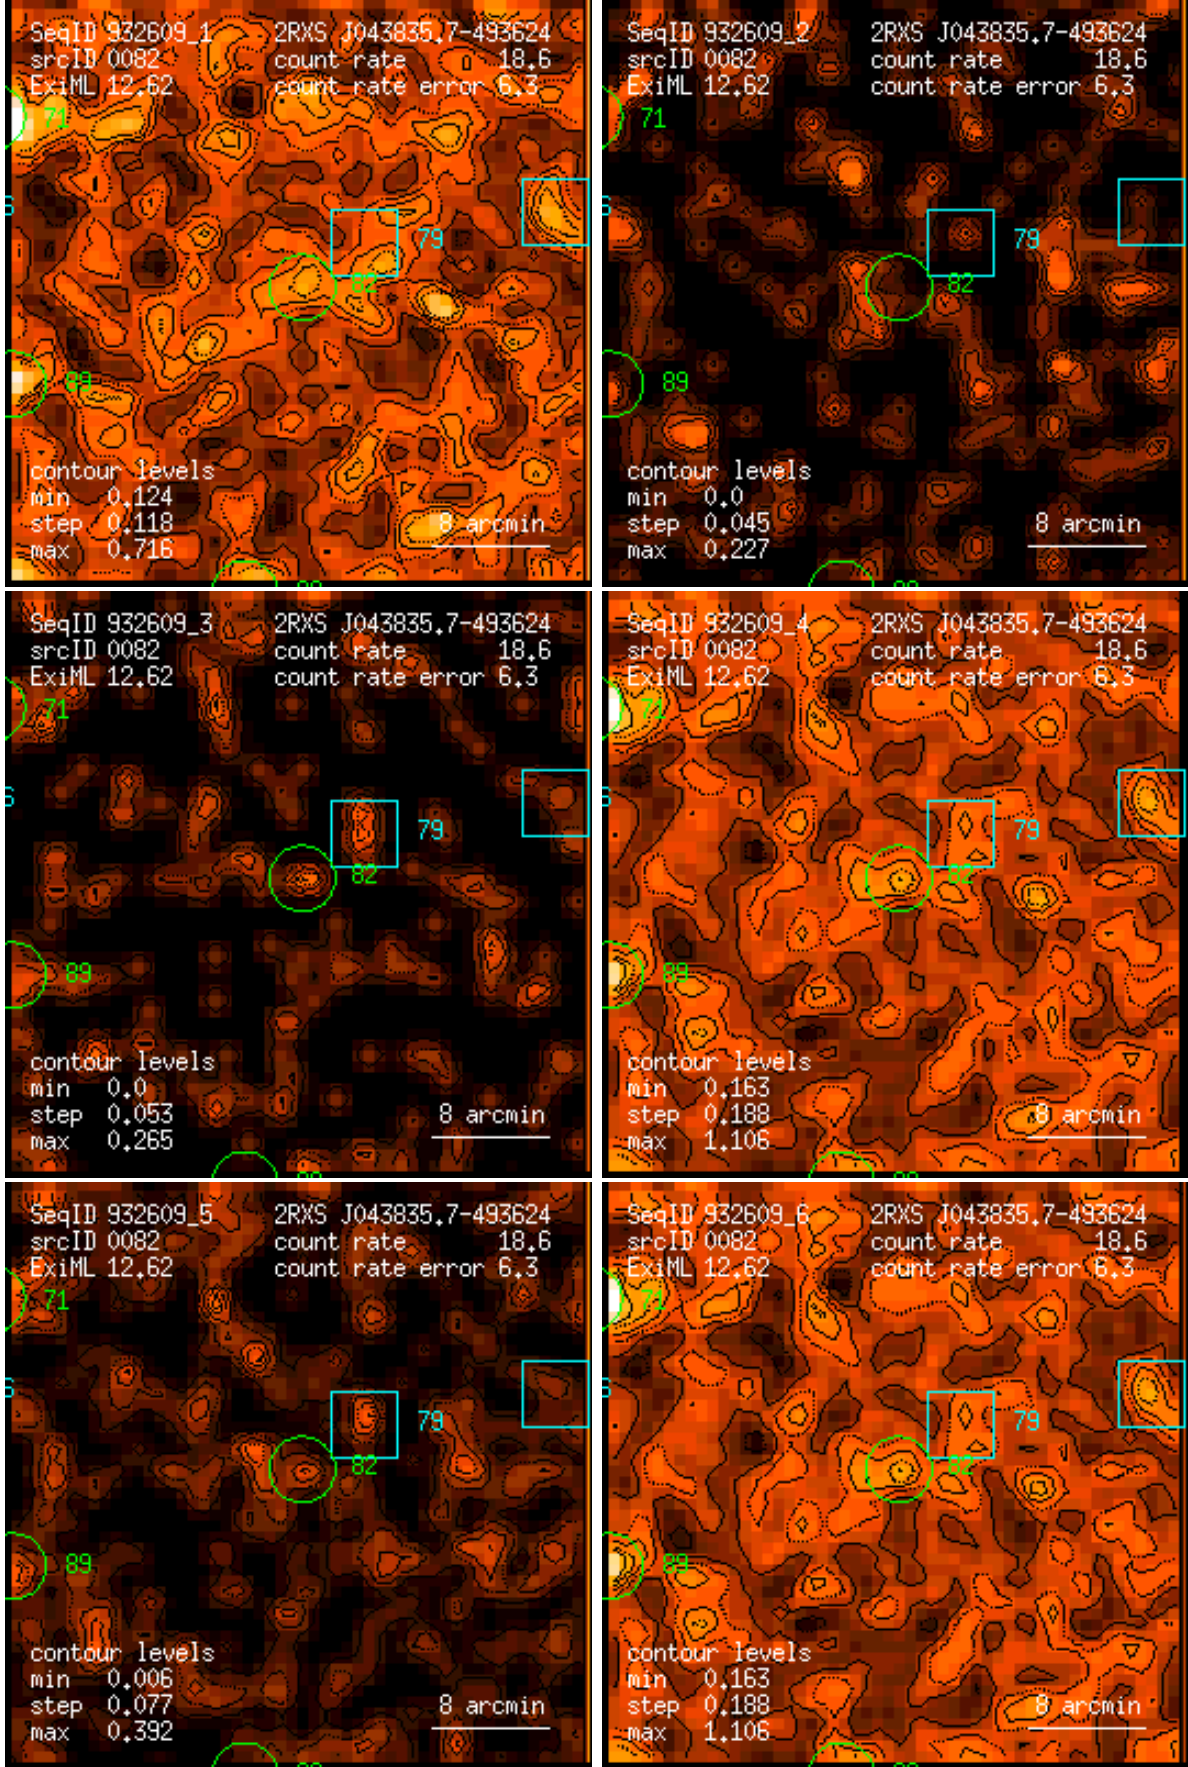 SeqID 932609_1 2RXS J043835.7-493624
srcID 0082 count rate 18.6
ExiML 12.62 count rate error 6.3
71
79
82
89
contour levels
min 0.124
step 0.118
max 0.716
8 arcmin
SeqID 932609_2 2RXS J043835.7-493624
srcID 0082 count rate 18.6
ExiML 12.62 count rate error 6.3
71
79
82
89
contour levels
min 0.0
step 0.045
max 0.227
8 arcmin
SeqID 932609_3 2RXS J043835.7-493624
srcID 0082 count rate 18.6
ExiML 12.62 count rate error 6.3
71
79
82
89
contour levels
min 0.0
step 0.053
max 0.265
8 arcmin
SeqID 932609_4 2RXS J043835.7-493624
srcID 0082 count rate 18.6
ExiML 12.62 count rate error 6.3
71
79
82
89
contour levels
min 0.163
step 0.188
max 1.106
8 arcmin
SeqID 932609_5 2RXS J043835.7-493624
srcID 0082 count rate 18.6
ExiML 12.62 count rate error 6.3
71
79
82
89
contour levels
min 0.006
step 0.077
max 0.392
8 arcmin
SeqID 932609_6 2RXS J043835.7-493624
srcID 0082 count rate 18.6
ExiML 12.62 count rate error 6.3
71
79
82
89
contour levels
min 0.163
step 0.188
max 1.106
8 arcmin